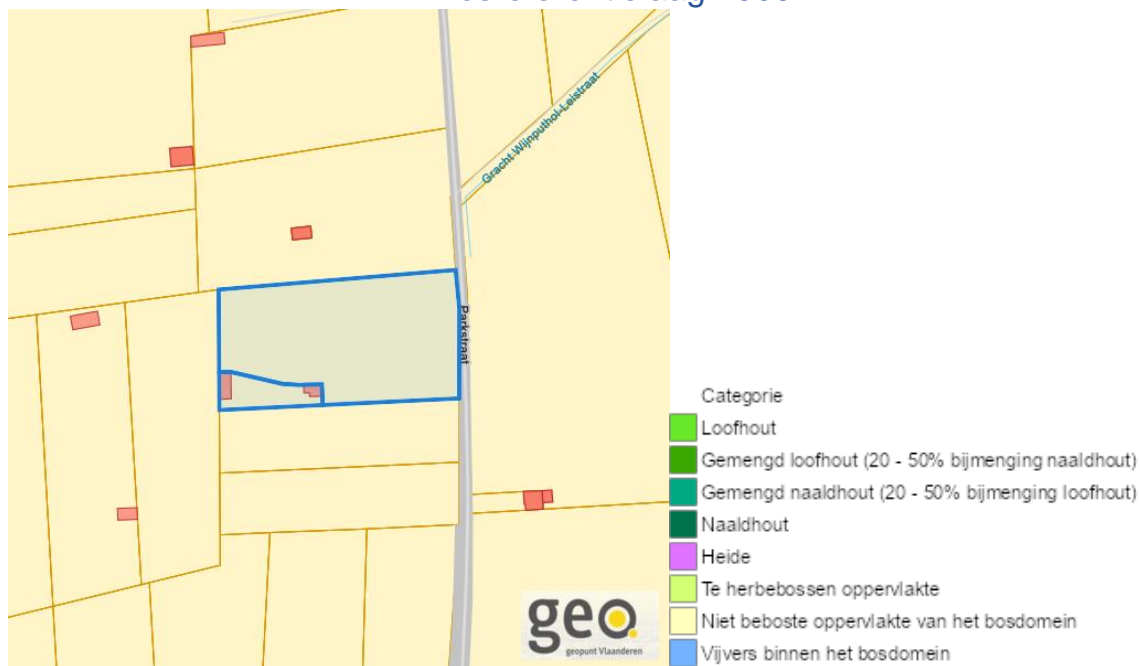 Gracht Wijnputhol-Leistraat
Parkstraat
Categorie
Loofhout
Gemengd loofhout (20 - 50% bijmenging naaldhout)
Gemengd naaldhout (20 - 50% bijmenging loofhout)
Naaldhout
Heide
Te herbebossen oppervlakte
Niet beboste oppervlakte van het bosdomein
Vijvers binnen het bosdomein
geo.
geopunt Vlaanderen